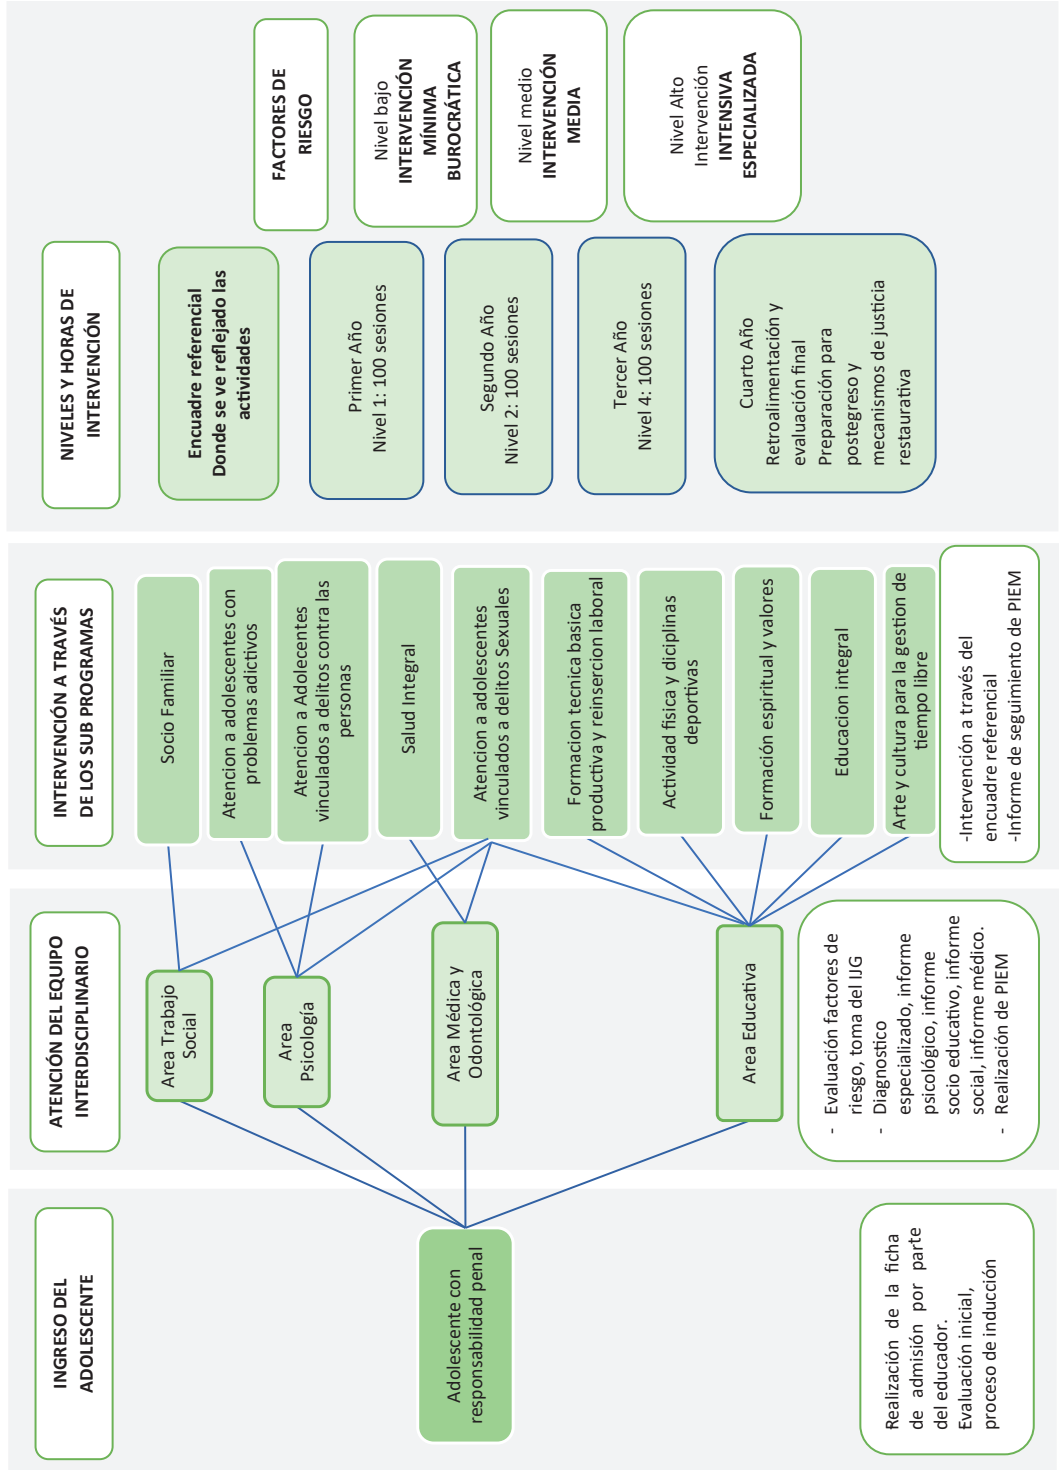 INGRESO DEL
ADOLESCENTE
Adolescente con
responsabilidad penal
Realización de la ficha
de admisión por parte
del educador.
Evaluación inicial,
proceso de inducción
ATENCIÓN DEL EQUIPO
INTERDISCIPLINARIO
Area Trabajo
Social
Area
Psicología
Area Médica y
Odontológica
Area Educativa
- Evaluación factores de
riesgo, toma del IJG
- Diagnostico
especializado, informe
psicológico, informe
socio educativo, informe
social, informe médico.
- Realización de PIEM
INTERVENCIÓN A TRAVÉS
DE LOS SUB PROGRAMAS
Socio Familiar
Atencion a adolescentes con
problemas adictivos
Atencion a Adolecentes
vinculados a delitos contra las
personas
Salud Integral
Atencion a adolescentes
vinculados a delitos Sexuales
Formacion tecnica basica
productiva y reinsercion laboral
Actividad fisica y diciplinas
deportivas
Formación espiritual y valores
Educacion integral
Arte y cultura para la gestion de
tiempo libre
-Intervención a través del
encuadre referencial
-Informe de seguimiento de PIEM
NIVELES Y HORAS DE
INTERVENCIÓN
Encuadre referencial
Donde se ve reflejado las
actividades
Primer Año
Nivel 1: 100 sesiones
Segundo Año
Nivel 2: 100 sesiones
Tercer Año
Nivel 4: 100 sesiones
Cuarto Año
Retroalimentación y
evaluación final
Preparación para
postegreso y
mecanismos de justicia
restaurativa
FACTORES DE
RIESGO
Nivel bajo
INTERVENCIÓN
MÍNIMA
BUROCRÁTICA
Nivel medio
INTERVENCIÓN
MEDIA
Nivel Alto
Intervención
INTENSIVA
ESPECIALIZADA